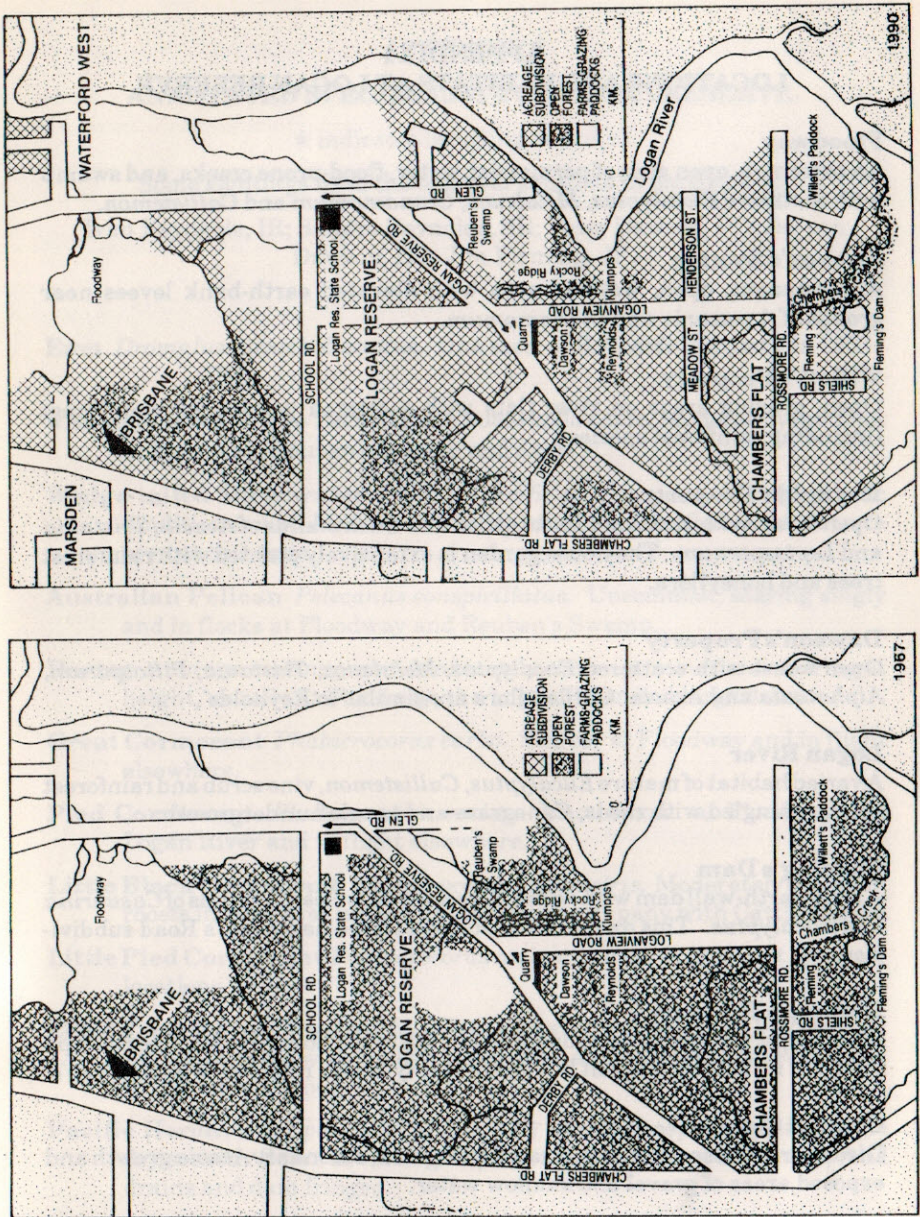 MARSDEN
WATERFORD WEST
Floodway
BRISBANE
SCHOOL RD.
Logan Res. State School
GLEN RD
LOGAN RESERVE
LOGAN RESERVE RD.
Reuben's
Swamp
Rocky Ridge
Klumpps
Quarry
Dawson
Reynolds
LOGANVIEW ROAD
DERBY RD.
CHAMBERS FLAT RD.
MEADOW ST.
HENDERSON ST.
CHAMBERS FLAT
ROSSMORE RD.
SHIELS RD
Fleming
Chambers Creek
Fleming's Dam
Willett's Paddock
Logan River
ACREAGE
SUBDIVISION
OPEN
FOREST
FARMS-GRAZING
PADDOCKS
0
KM.
1
1990
Floodway
BRISBANE
SCHOOL RD.
Logan Res. State School
GLEN RD
LOGAN RESERVE
LOGAN RESERVE RD
Reuben's
Swamp
Rocky Ridge
Klumpps
Quarry
Dawson
Reynolds
LOGANVIEW ROAD
DERBY RD.
CHAMBERS FLAT RD
CHAMBERS FLAT
ROSSMORE RD.
SHIELS RD
Fleming
Chambers Creek
Fleming's Dam
Willett's Paddock
ACREAGE
SUBDIVISION
OPEN
FOREST
FARMS-GRAZING
PADDOCKS
0
KM.
1
1967